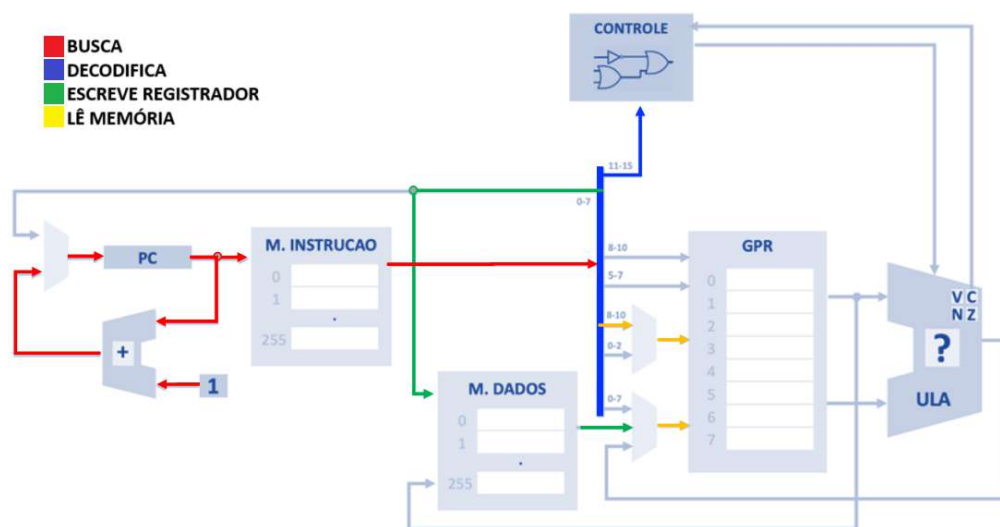 CONTROLE
BUSCA
DECODIFICA
ESCREVE REGISTRADOR
LÊ MEMÓRIA
11-15
0-7
M. INSTRUCAO
0
1
.
255
PC
+
1
8-10
5-7
8-10
0-2
0-7
GPR
0
1
2
3
4
5
6
7
V C
N Z
?
ULA
M. DADOS
0
1
.
255